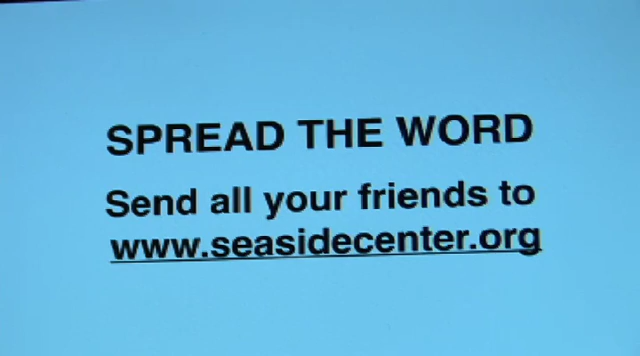 SPREAD THE WORD
Send all your friends to
www.seasidecenter.org